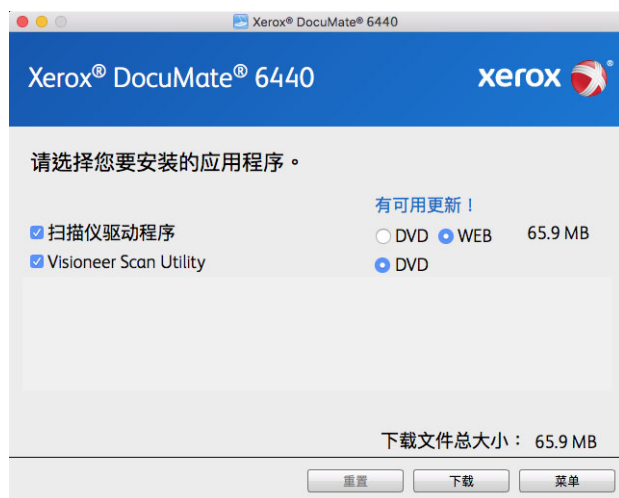 Xerox® DocuMate® 6440
Xerox® DocuMate® 6440
xerox®
请选择您要安装的应用程序。
有可用更新！
扫描仪驱动程序 DVD WEB 65.9 MB
Visioneer Scan Utility DVD
下载文件总大小： 65.9 MB
重置 下载 菜单